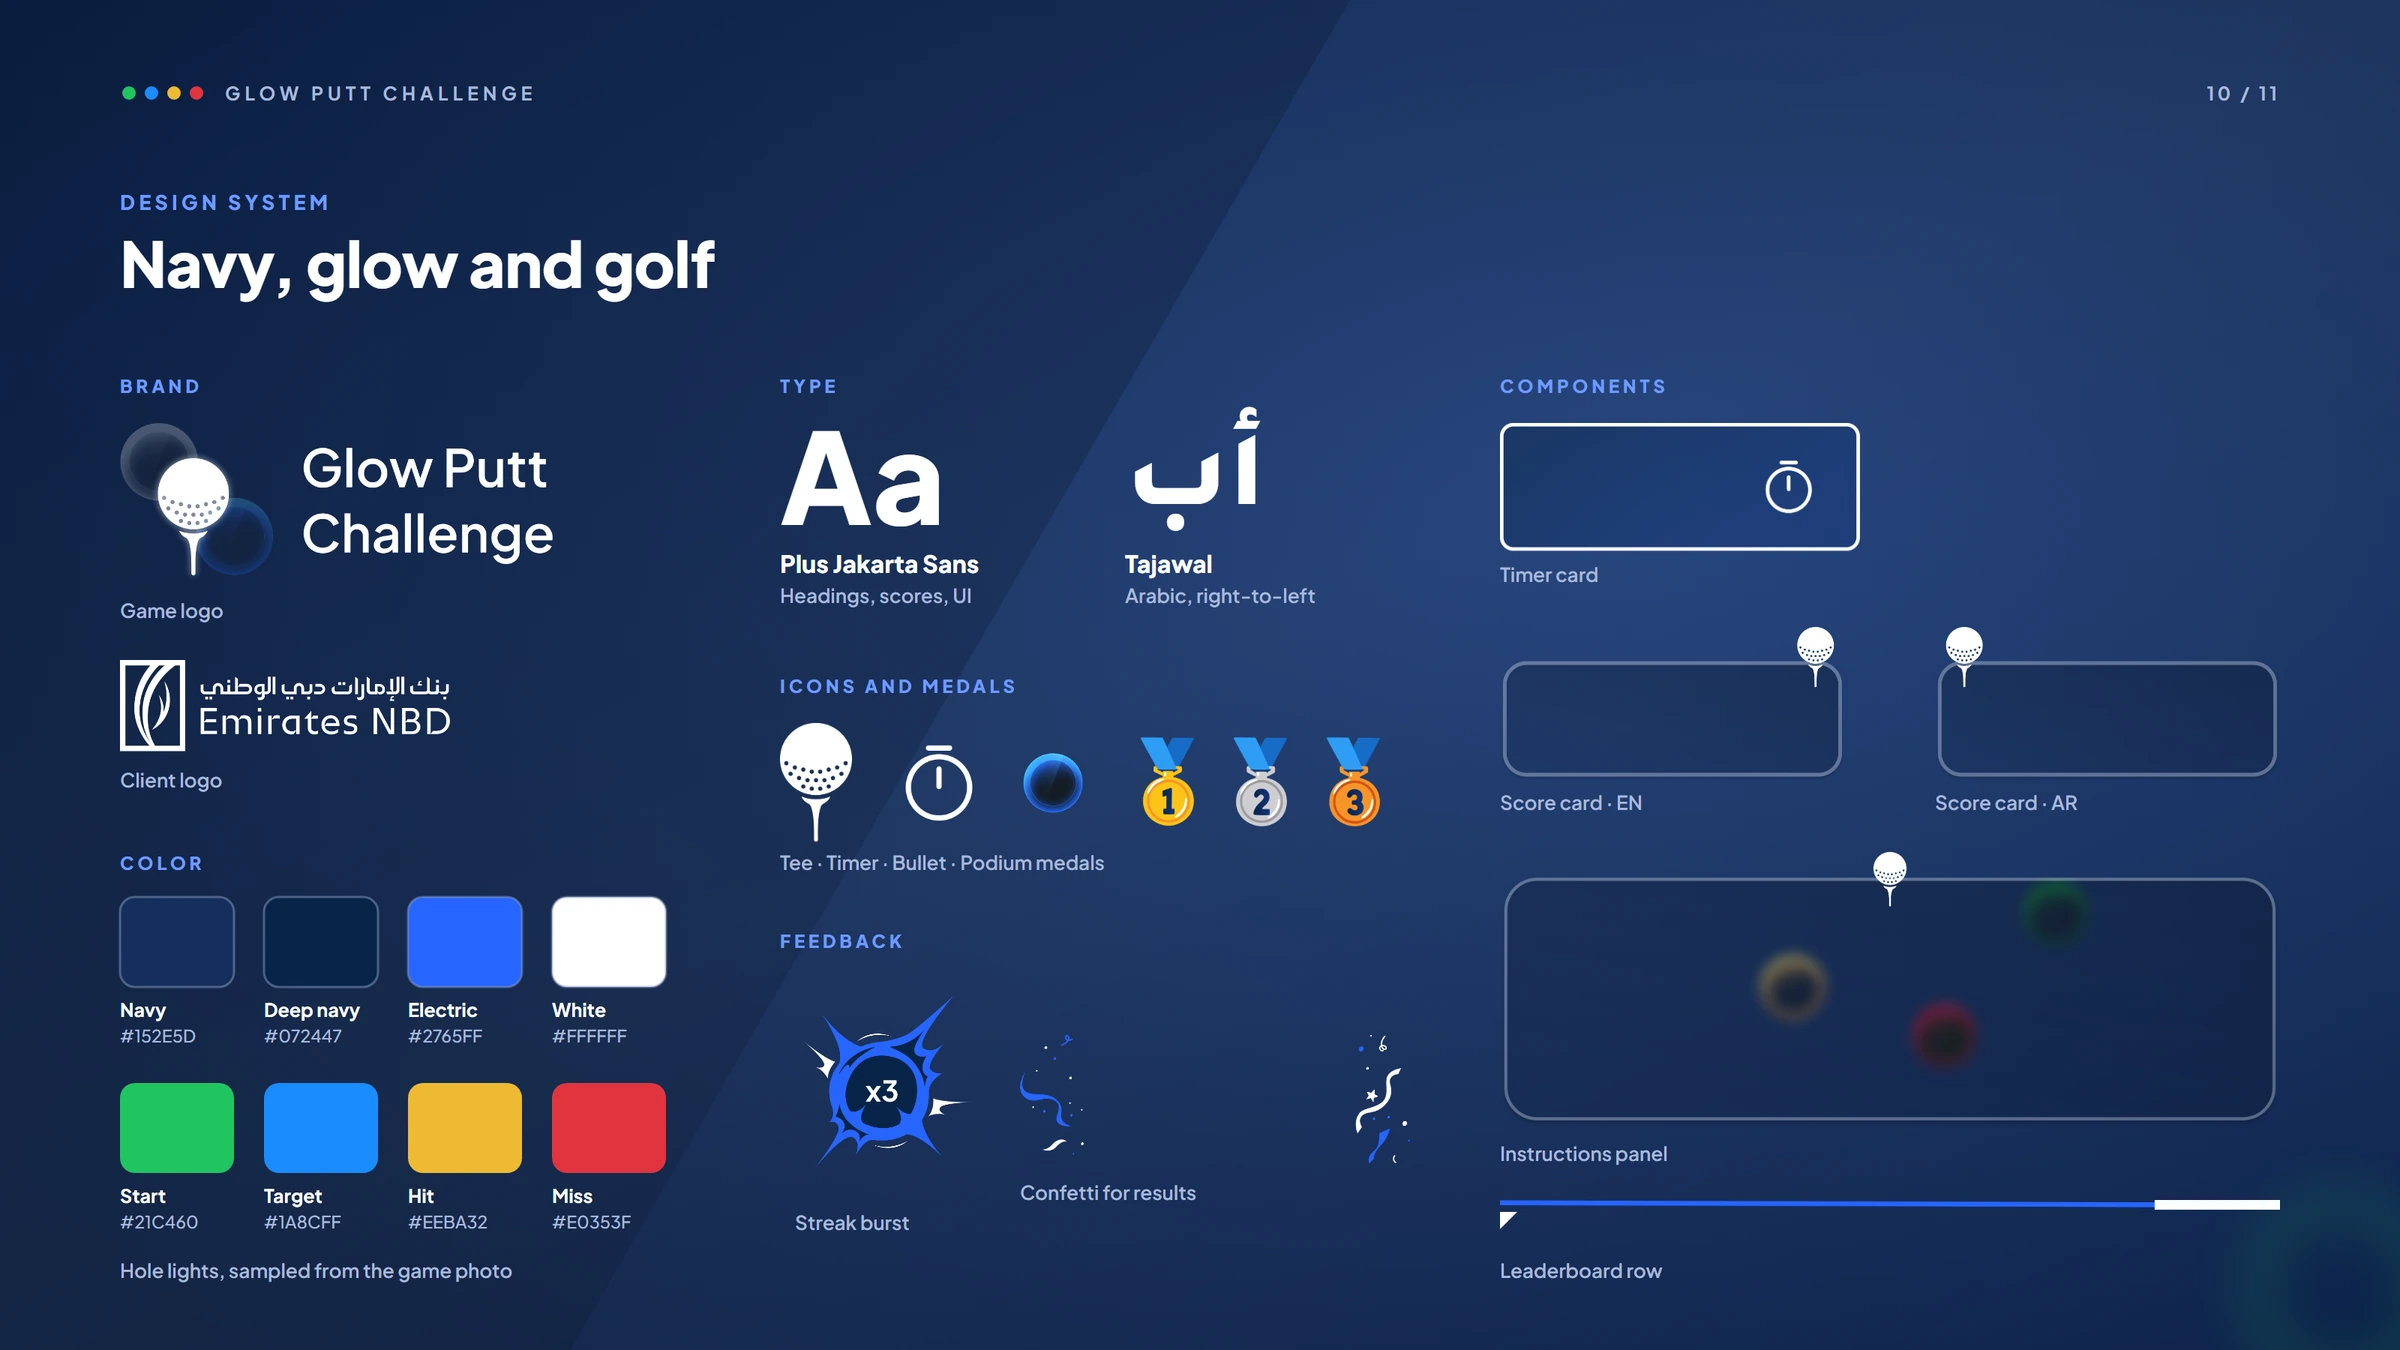 GLOW PUTT CHALLENGE
10 / 11
DESIGN SYSTEM
Navy, glow and golf
BRAND
Glow Putt
Challenge
Game logo
بنك الإمارات دبي الوطني
Emirates NBD
Client logo
COLOR
Navy
#152E5D
Deep navy
#072447
Electric
#2765FF
White
#FFFFFF
Start
#21C460
Target
#1A8CFF
Hit
#EEBA32
Miss
#E0353F
Hole lights, sampled from the game photo
TYPE
Aa
Plus Jakarta Sans
Headings, scores, UI
أب
Tajawal
Arabic, right-to-left
ICONS AND MEDALS
1
2
3
Tee · Timer · Bullet · Podium medals
FEEDBACK
x3
Streak burst
Confetti for results
COMPONENTS
Timer card
Score card · EN
Score card · AR
Instructions panel
Leaderboard row